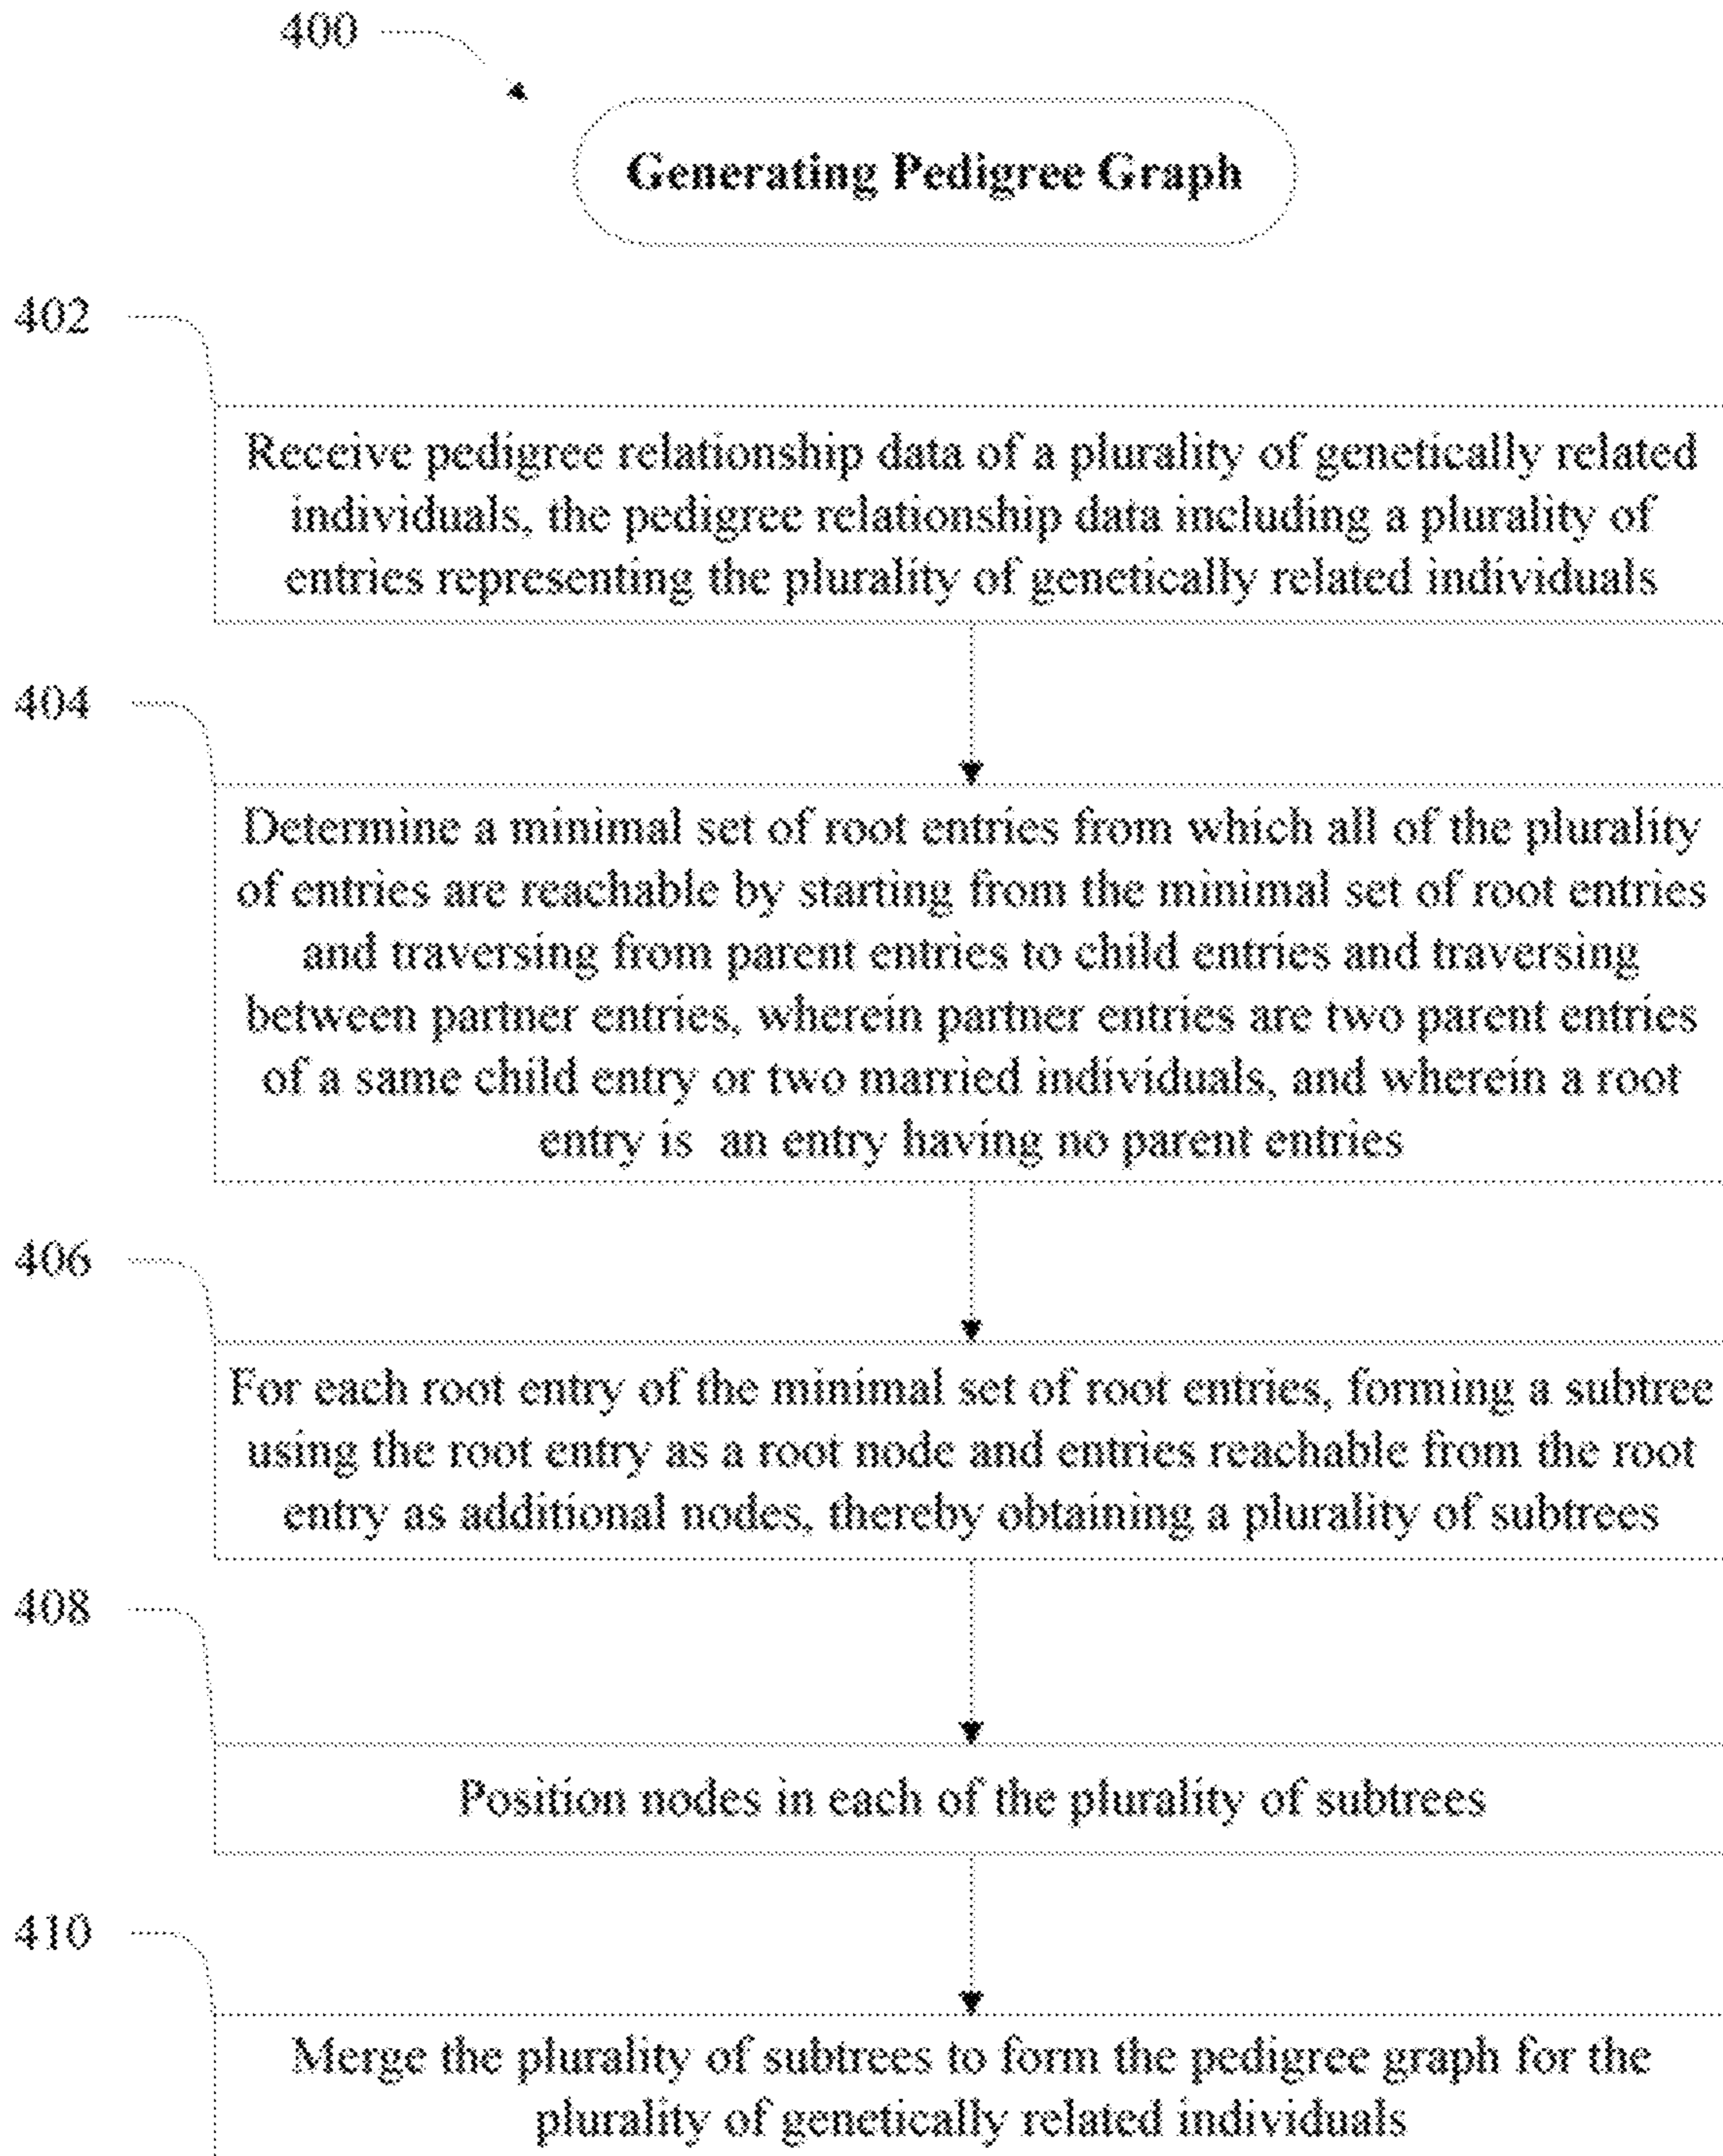 400
Generating Pedigree Graph
402
Receive pedigree relationship data of a plurality of genetically related
individuals, the pedigree relationship data including a plurality of
entries representing the plurality of genetically related individuals
404
Determine a minimal set of root entries from which all of the plurality
of entries are reachable by starting from the minimal set of root entries
and traversing from parent entries to child entries and traversing
between partner entries, wherein partner entries are two parent entries
of a same child entry or two married individuals, and wherein a root
entry is an entry having no parent entries
406
For each root entry of the minimal set of root entries, forming a subtree
using the root entry as a root node and entries reachable from the root
entry as additional nodes, thereby obtaining a plurality of subtrees
408
Position nodes in each of the plurality of subtrees
410
Merge the plurality of subtrees to form the pedigree graph for the
plurality of genetically related individuals